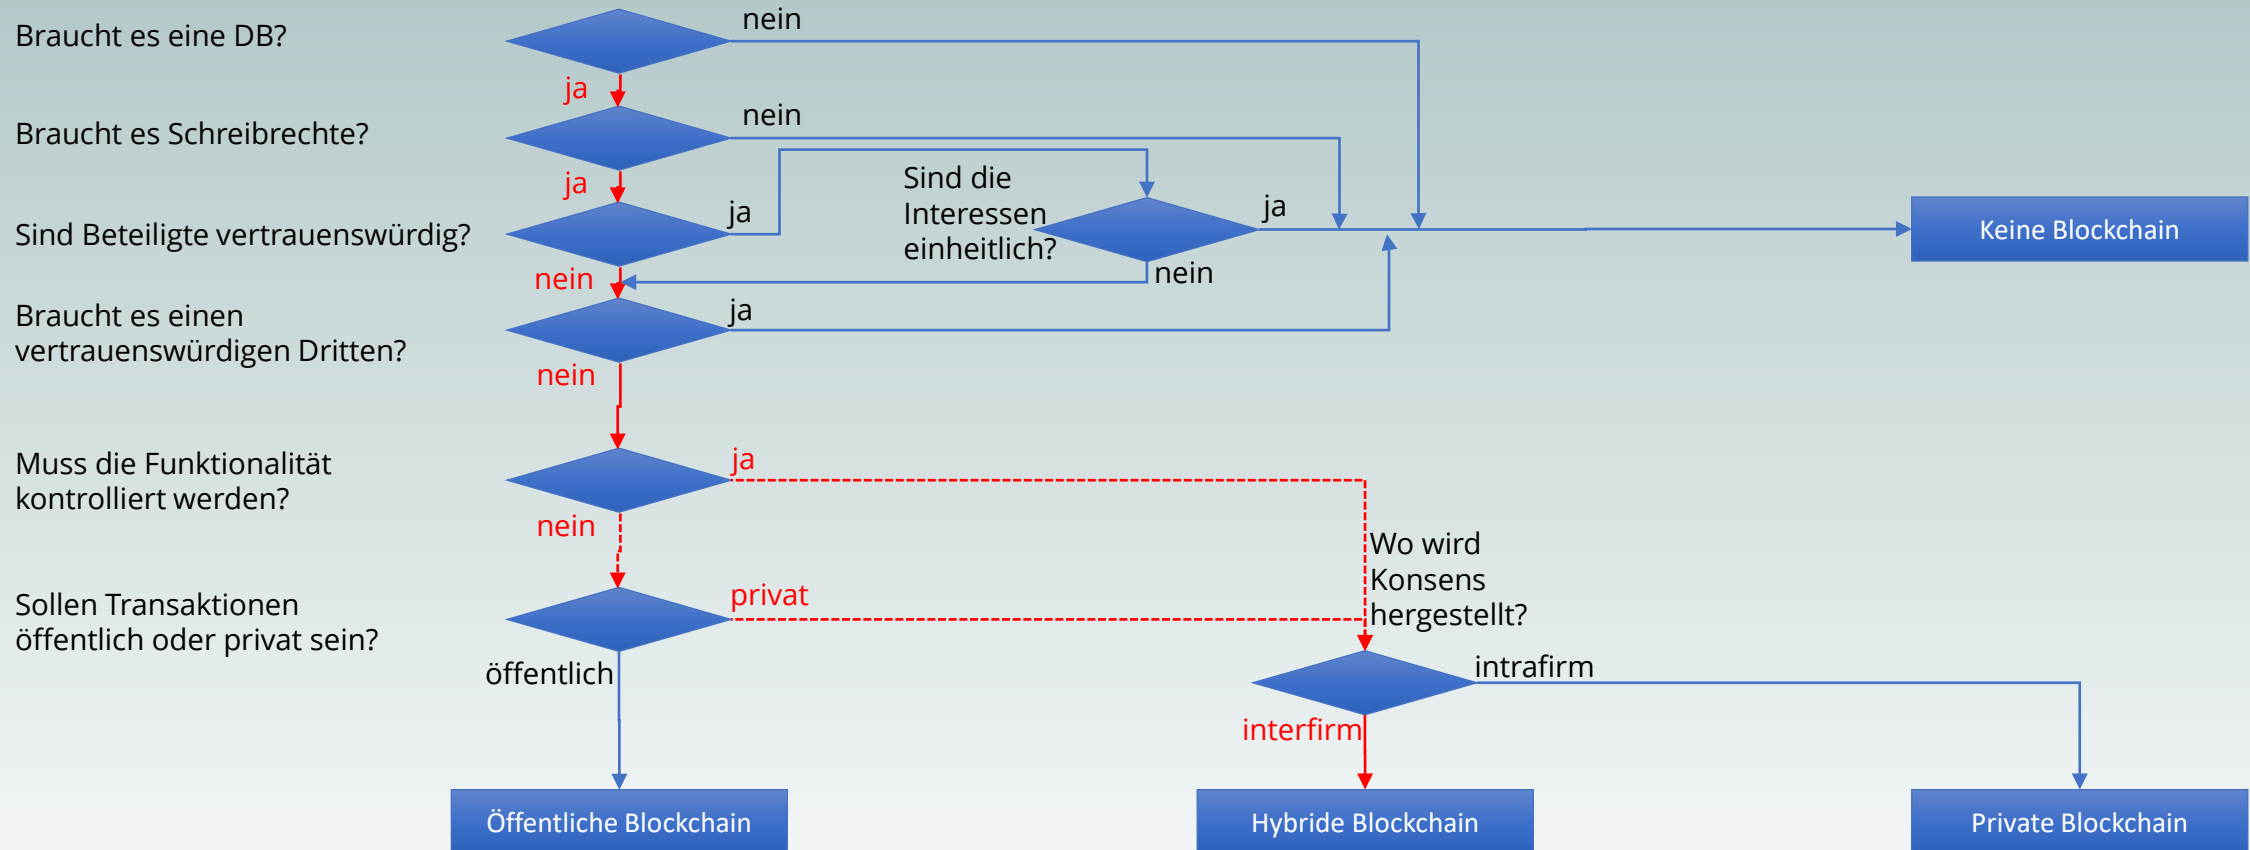 Braucht es eine DB?
nein
ja
Braucht es Schreibrechte?
nein
ja
Sind Beteiligte vertrauenswürdig?
ja
Sind die
Interessen
einheitlich?
ja
Keine Blockchain
nein
nein
Braucht es einen
vertrauenswürdigen Dritten?
ja
nein
Muss die Funktionalität
kontrolliert werden?
ja
nein
Wo wird
Konsens
hergestellt?
Sollen Transaktionen
öffentlich oder privat sein?
privat
öffentlich
intrafirm
interfirm
Öffentliche Blockchain
Hybride Blockchain
Private Blockchain